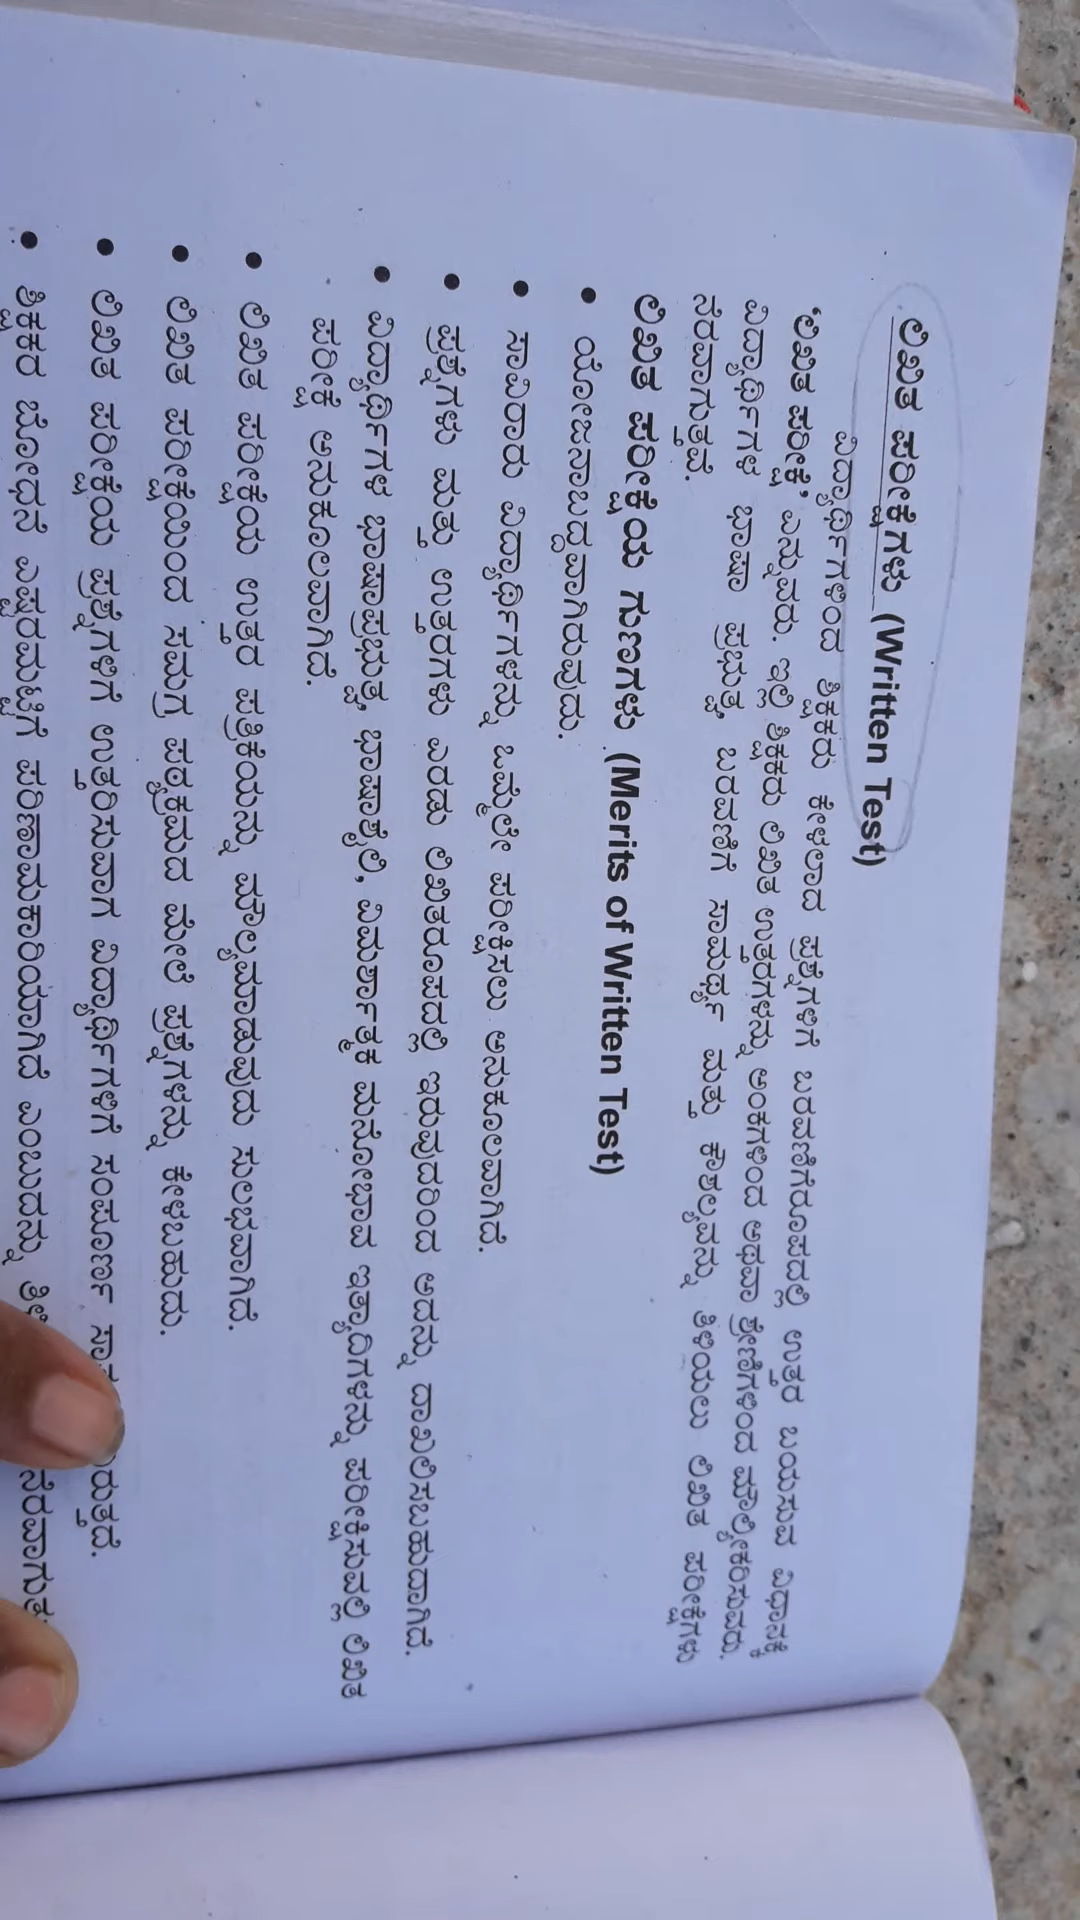 ಲಿಖಿತ ಪರೀಕ್ಷೆಗಳು (Written Test)
ವಿದ್ಯಾರ್ಥಿಗಳಿಂದ ಶಿಕ್ಷಕರು ಕೇಳಲಾದ ಪ್ರಶ್ನೆಗಳಿಗೆ ಬರವಣಿಗೆರೂಪದಲ್ಲಿ ಉತ್ತರ ಬಯಸುವ ವಿಧಾನಕ್ಕೆ
‘ಲಿಖಿತ ಪರೀಕ್ಷೆ’ ಎನ್ನುವರು. ಇಲ್ಲಿ ಶಿಕ್ಷಕರು ಲಿಖಿತ ಉತ್ತರಗಳನ್ನು ಅಂಕಗಳಿಂದ ಅಥವಾ ಶ್ರೇಣಿಗಳಿಂದ ಮೌಲ್ಯೀಕರಿಸುವರು.
ವಿದ್ಯಾರ್ಥಿಗಳ ಭಾಷಾ ಪ್ರಭುತ್ವ, ಬರವಣಿಗೆ ಸಾಮರ್ಥ್ಯ ಮತ್ತು ಕೌಶಲ್ಯವನ್ನು ತಿಳಿಯಲು ಲಿಖಿತ ಪರೀಕ್ಷೆಗಳು
ನೆರವಾಗುತ್ತವೆ.
ಲಿಖಿತ ಪರೀಕ್ಷೆಯ ಗುಣಗಳು (Merits of Written Test)
• ಯೋಜನಾಬದ್ಧವಾಗಿರುವುದು.
• ಸಾವಿರಾರು ವಿದ್ಯಾರ್ಥಿಗಳನ್ನು ಒಮ್ಮೆಲೇ ಪರೀಕ್ಷಿಸಲು ಅನುಕೂಲವಾಗಿದೆ.
• ಪ್ರಶ್ನೆಗಳು ಮತ್ತು ಉತ್ತರಗಳು ಎರಡು ಲಿಖಿತರೂಪದಲ್ಲಿ ಇರುವುದರಿಂದ ಅದನ್ನು ದಾಖಲಿಸಬಹುದಾಗಿದೆ.
• ವಿದ್ಯಾರ್ಥಿಗಳ ಭಾಷಾಪ್ರಭುತ್ವ, ಭಾಷಾಶೈಲಿ, ವಿಮರ್ಶಾತ್ಮಕ ಮನೋಭಾವ ಇತ್ಯಾದಿಗಳನ್ನು ಪರೀಕ್ಷಿಸುವಲ್ಲಿ ಲಿಖಿತ
ಪರೀಕ್ಷೆ ಅನುಕೂಲವಾಗಿದೆ.
• ಲಿಖಿತ ಪರೀಕ್ಷೆಯ ಉತ್ತರ ಪತ್ರಿಕೆಯನ್ನು ಮೌಲ್ಯಮಾಡುವುದು ಸುಲಭವಾಗಿದೆ.
• ಲಿಖಿತ ಪರೀಕ್ಷೆಯಿಂದ ಸಮಗ್ರ ಪಠ್ಯಕ್ರಮದ ಮೇಲೆ ಪ್ರಶ್ನೆಗಳನ್ನು ಕೇಳಬಹುದು.
• ಲಿಖಿತ ಪರೀಕ್ಷೆಯ ಪ್ರಶ್ನೆಗಳಿಗೆ ಉತ್ತರಿಸುವಾಗ ವಿದ್ಯಾರ್ಥಿಗಳಿಗೆ ಸಂಪೂರ್ಣ
• ಶಿಕ್ಷಕರ ಬೋಧನೆ ಎಷ್ಟರಮಟ್ಟಿಗೆ ಪರಿಣಾಮಕಾರಿಯಾಗಿದೆ ಎಂಬುದನ್ನು